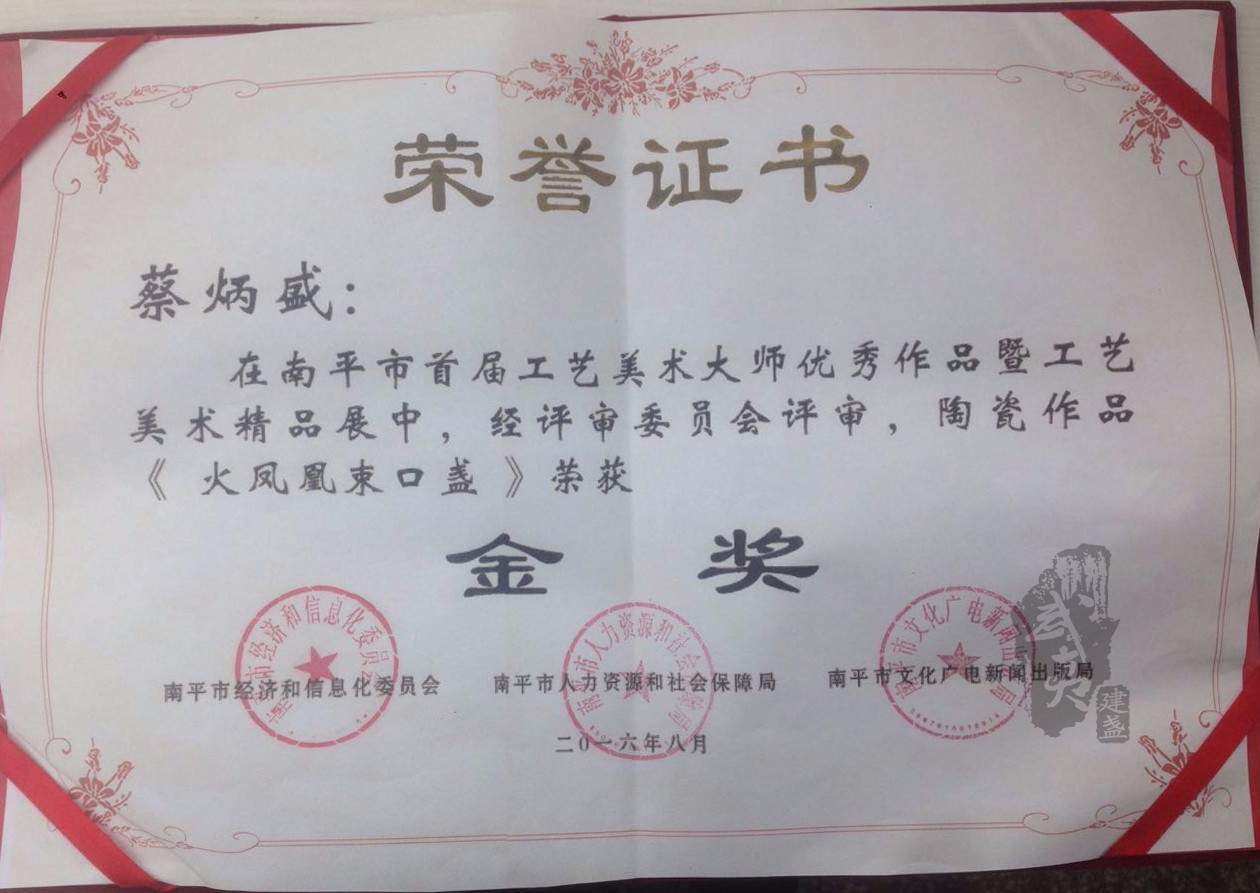 荣誉证书
蔡炳盛：
在南平市首届工艺美术大师优秀作品暨工艺
美术精品展中，经评审委员会评审，陶瓷作品
《火凤凰束口盏》荣获
金 奖
南平市经济和信息化委员会 南平市人力资源和社会保障局 南平市文化广电新闻出版局
二0一六年八月
武夷
建盏